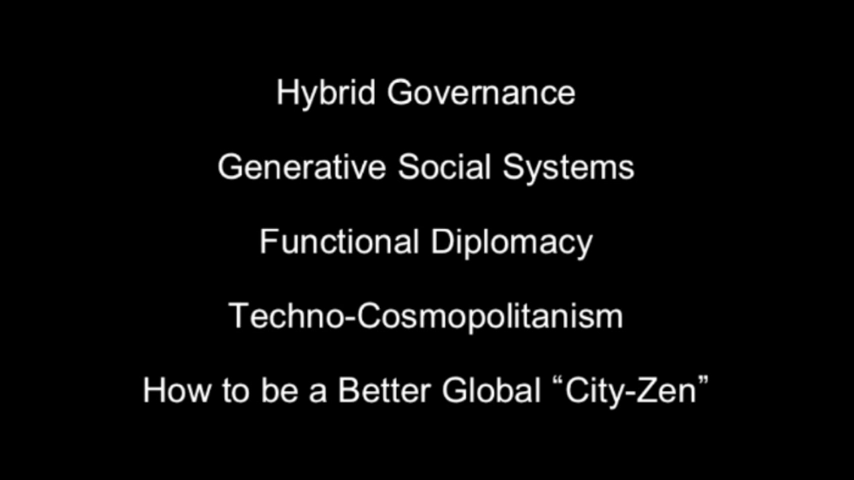 Hybrid Governance
Generative Social Systems
Functional Diplomacy
Techno-Cosmopolitanism
How to be a Better Global “City-Zen”